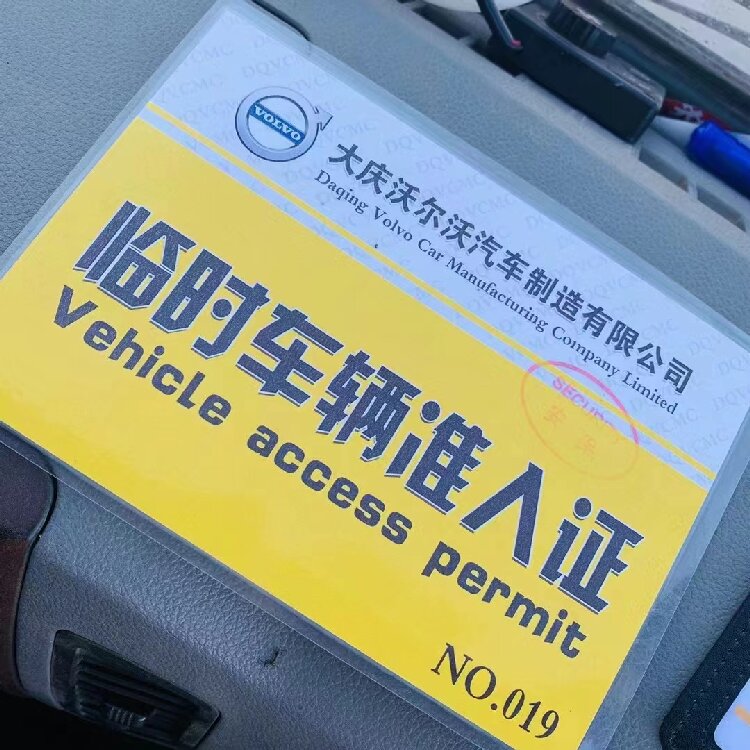 VOLVO
大庆沃尔沃汽车制造有限公司
Daqing Volvo Car Manufacturing Company Limited
临时车辆准入证
Vehicle access permit
NO.019